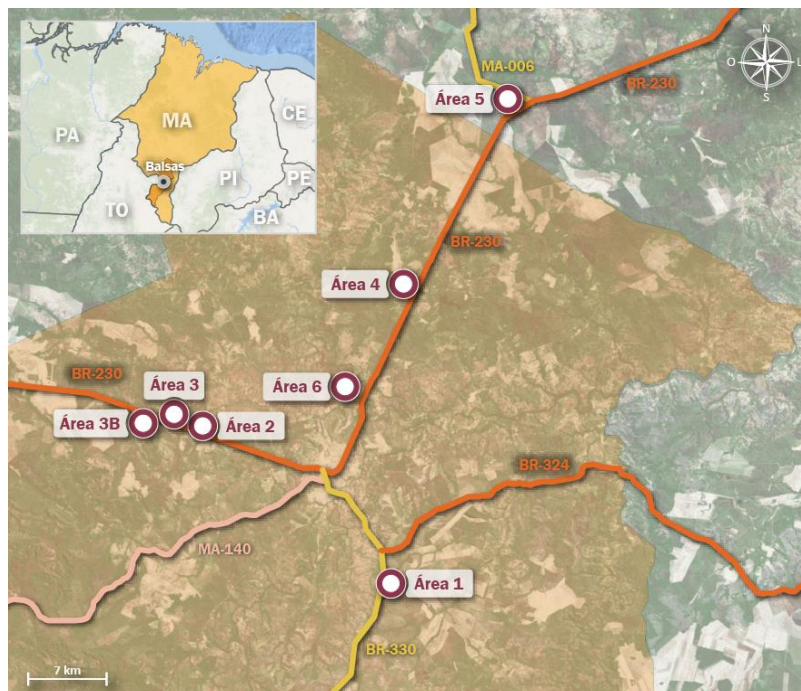 PA
MA
CE
Balsas
TO
PI
PE
BA
MA-006
BR-230
N
O
L
S
Área 5
BR-230
Área 4
BR-230
Área 3
Área 6
Área 3B
Área 2
BR-324
MA-140
Área 1
BR-330
7 km